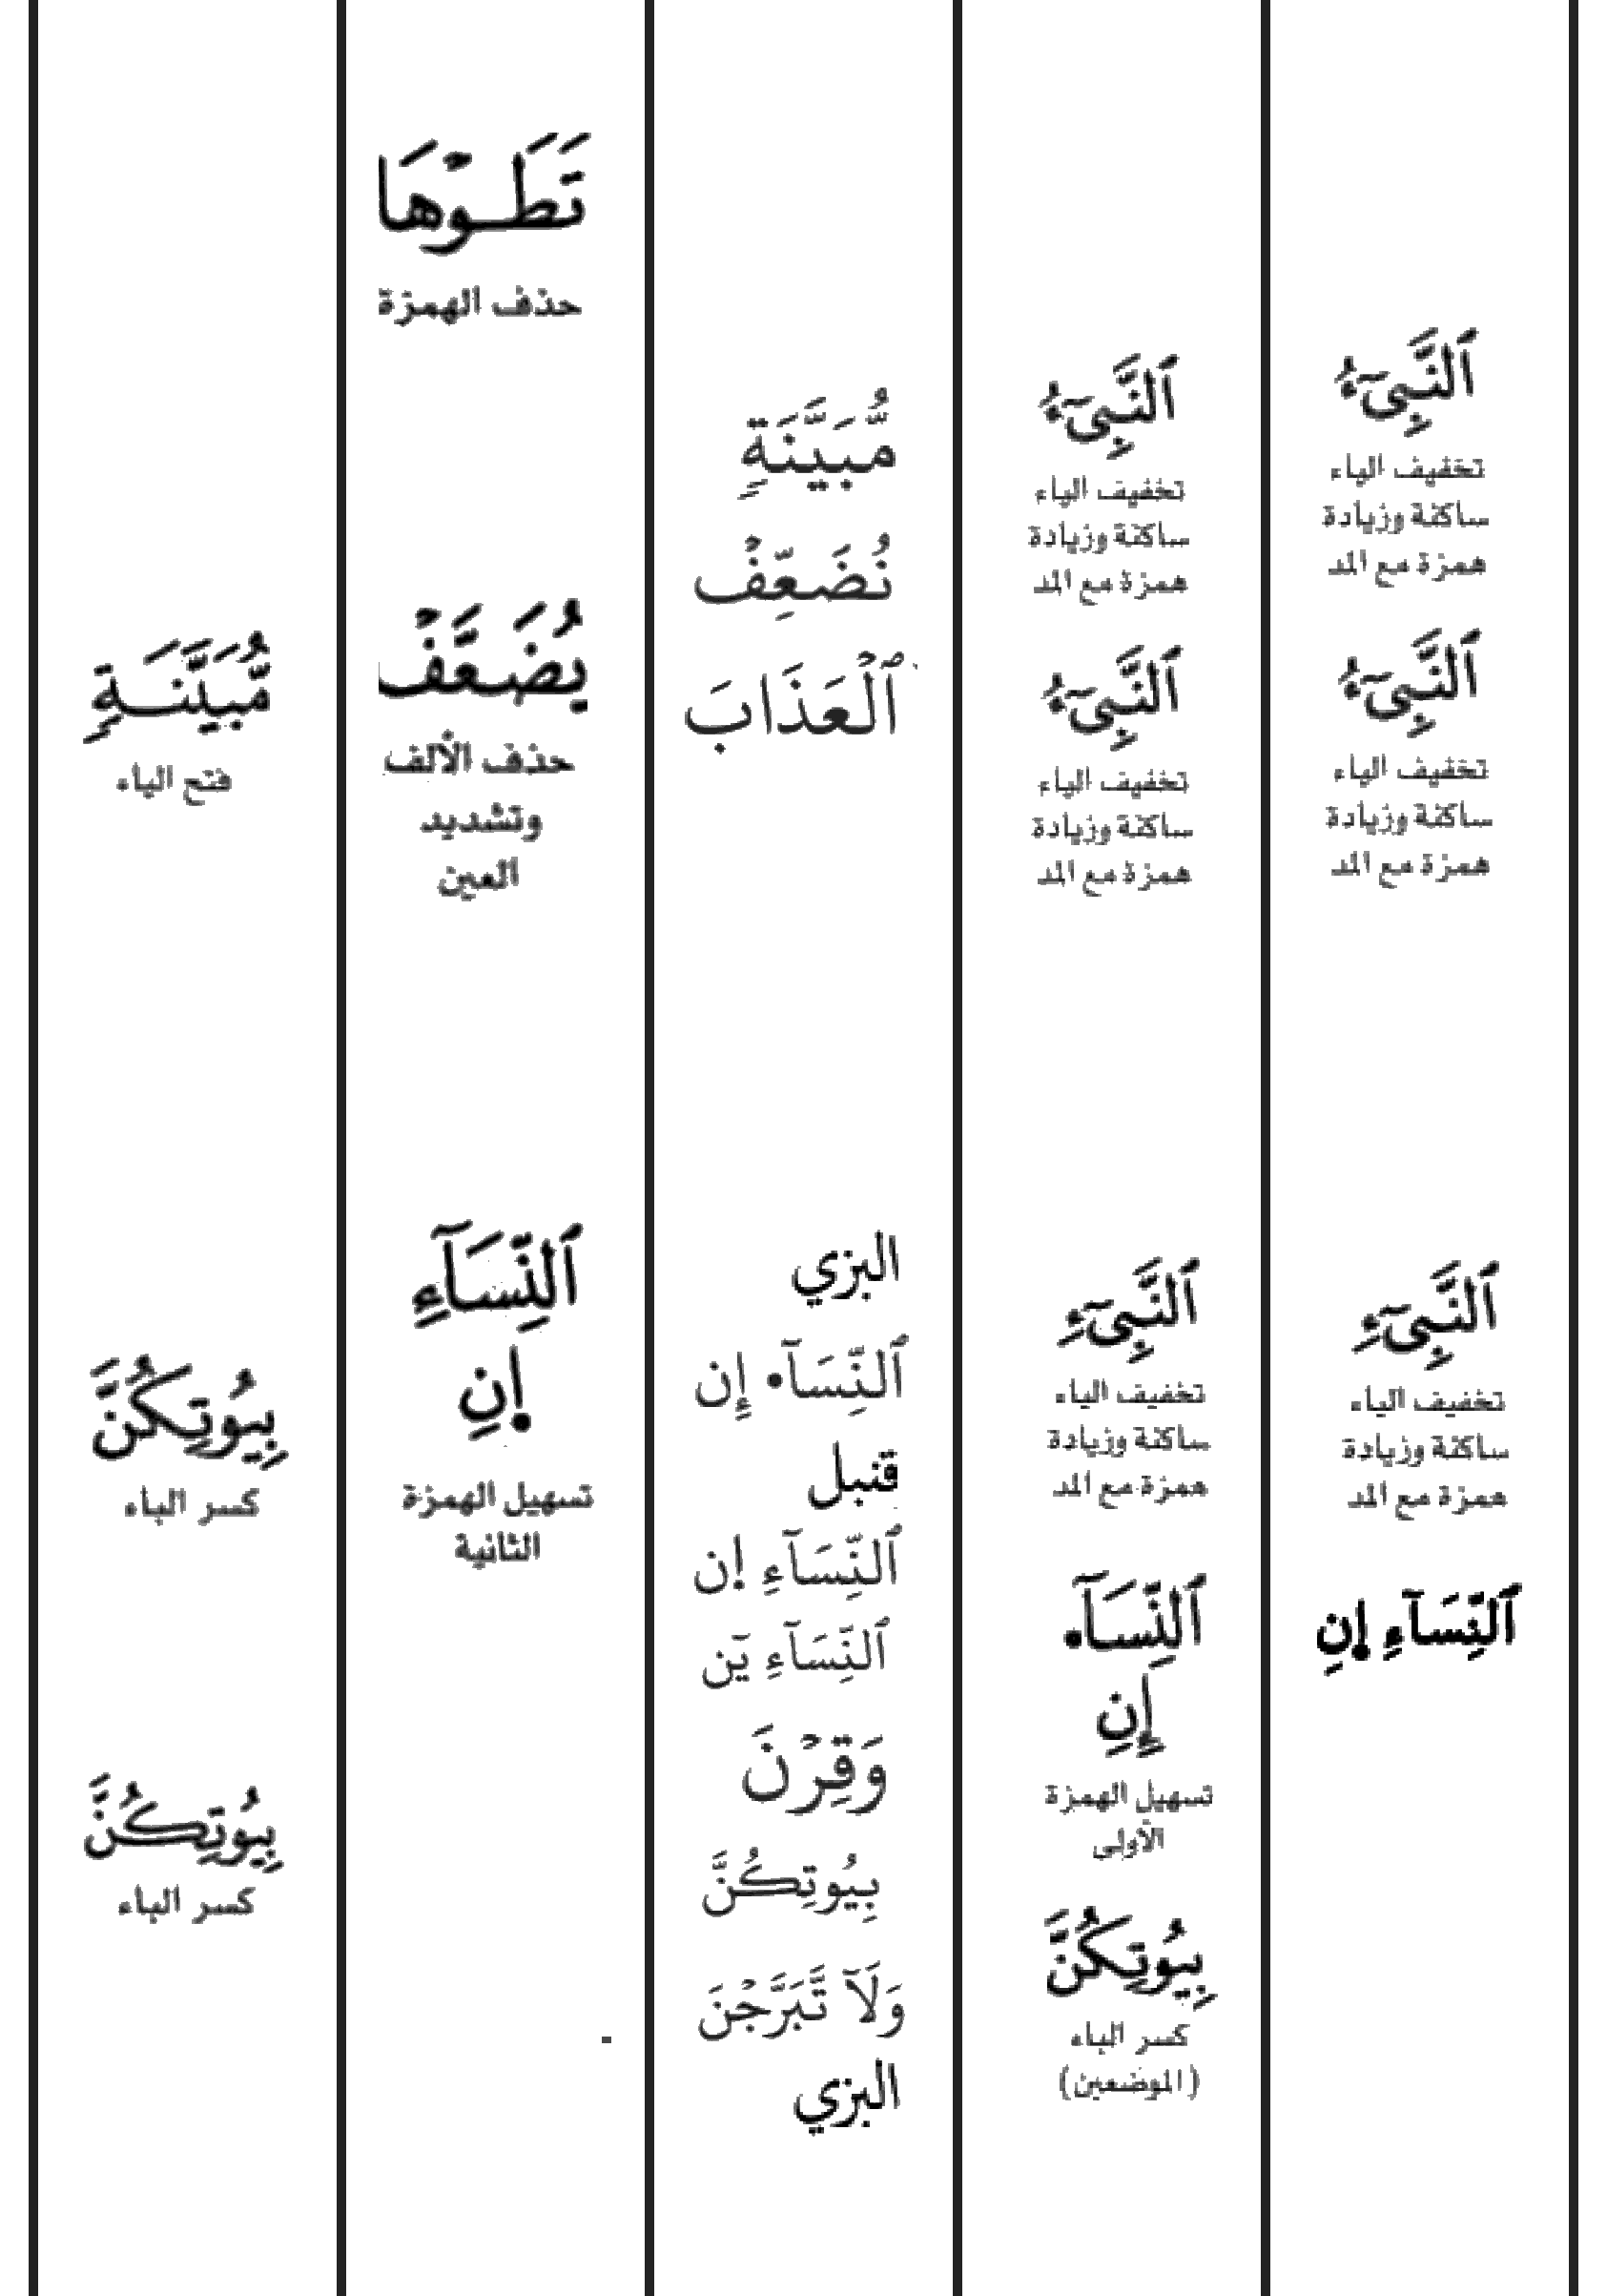 ٱلنَّبِىٓءُ
تخفيف الياء
ساكنة وزيادة
همزة مع المد
ٱلنَّبِىٓءُ
تخفيف الياء
ساكنة وزيادة
همزة مع المد
ٱلنَّبِىٓءِ
تخفيف الياء
ساكنة وزيادة
همزة مع المد
ٱلنِّسَآءِ اِ۪نِ
ٱلنَّبِىٓءُ
تخفيف الياء
ساكنة وزيادة
همزة مع المد
ٱلنَّبِىٓءُ
تخفيف الياء
ساكنة وزيادة
همزة مع المد
ٱلنَّبِىٓءِ
تخفيف الياء
ساكنة وزيادة
همزة مع المد
ٱلنِّسَآ•
إِنِ
تسهيل الهمزة
الأولى
بِيُوتِكُنَّ
كسر الباء
(الموضعين)
مُّبَيَّنَةٖ
نُضَعِّفۡ
ٱلۡعَذَابَ
البزي
ٱلنِّسَآ• إِن
قنبل
ٱلنِّسَآءِ ا۪ن
ٱلنِّسَآءِ يٓن
وَقِرۡنَ
بِيُوتِكُنَّ
وَلَآ تَّبَرَّجۡنَ
البزي
تَطَوۡهَا
حذف الهمزة
يُضَعَّفۡ
حذف الألف
وتشديد
العين
ٱلنِّسَآءِ
ا۪نِ
تسهيل الهمزة
الثانية
مُّبَيَّنَةٖ
فتح الياء
بِيُوتِكُنَّ
كسر الباء
بِيُوتِكُنَّ
كسر الباء